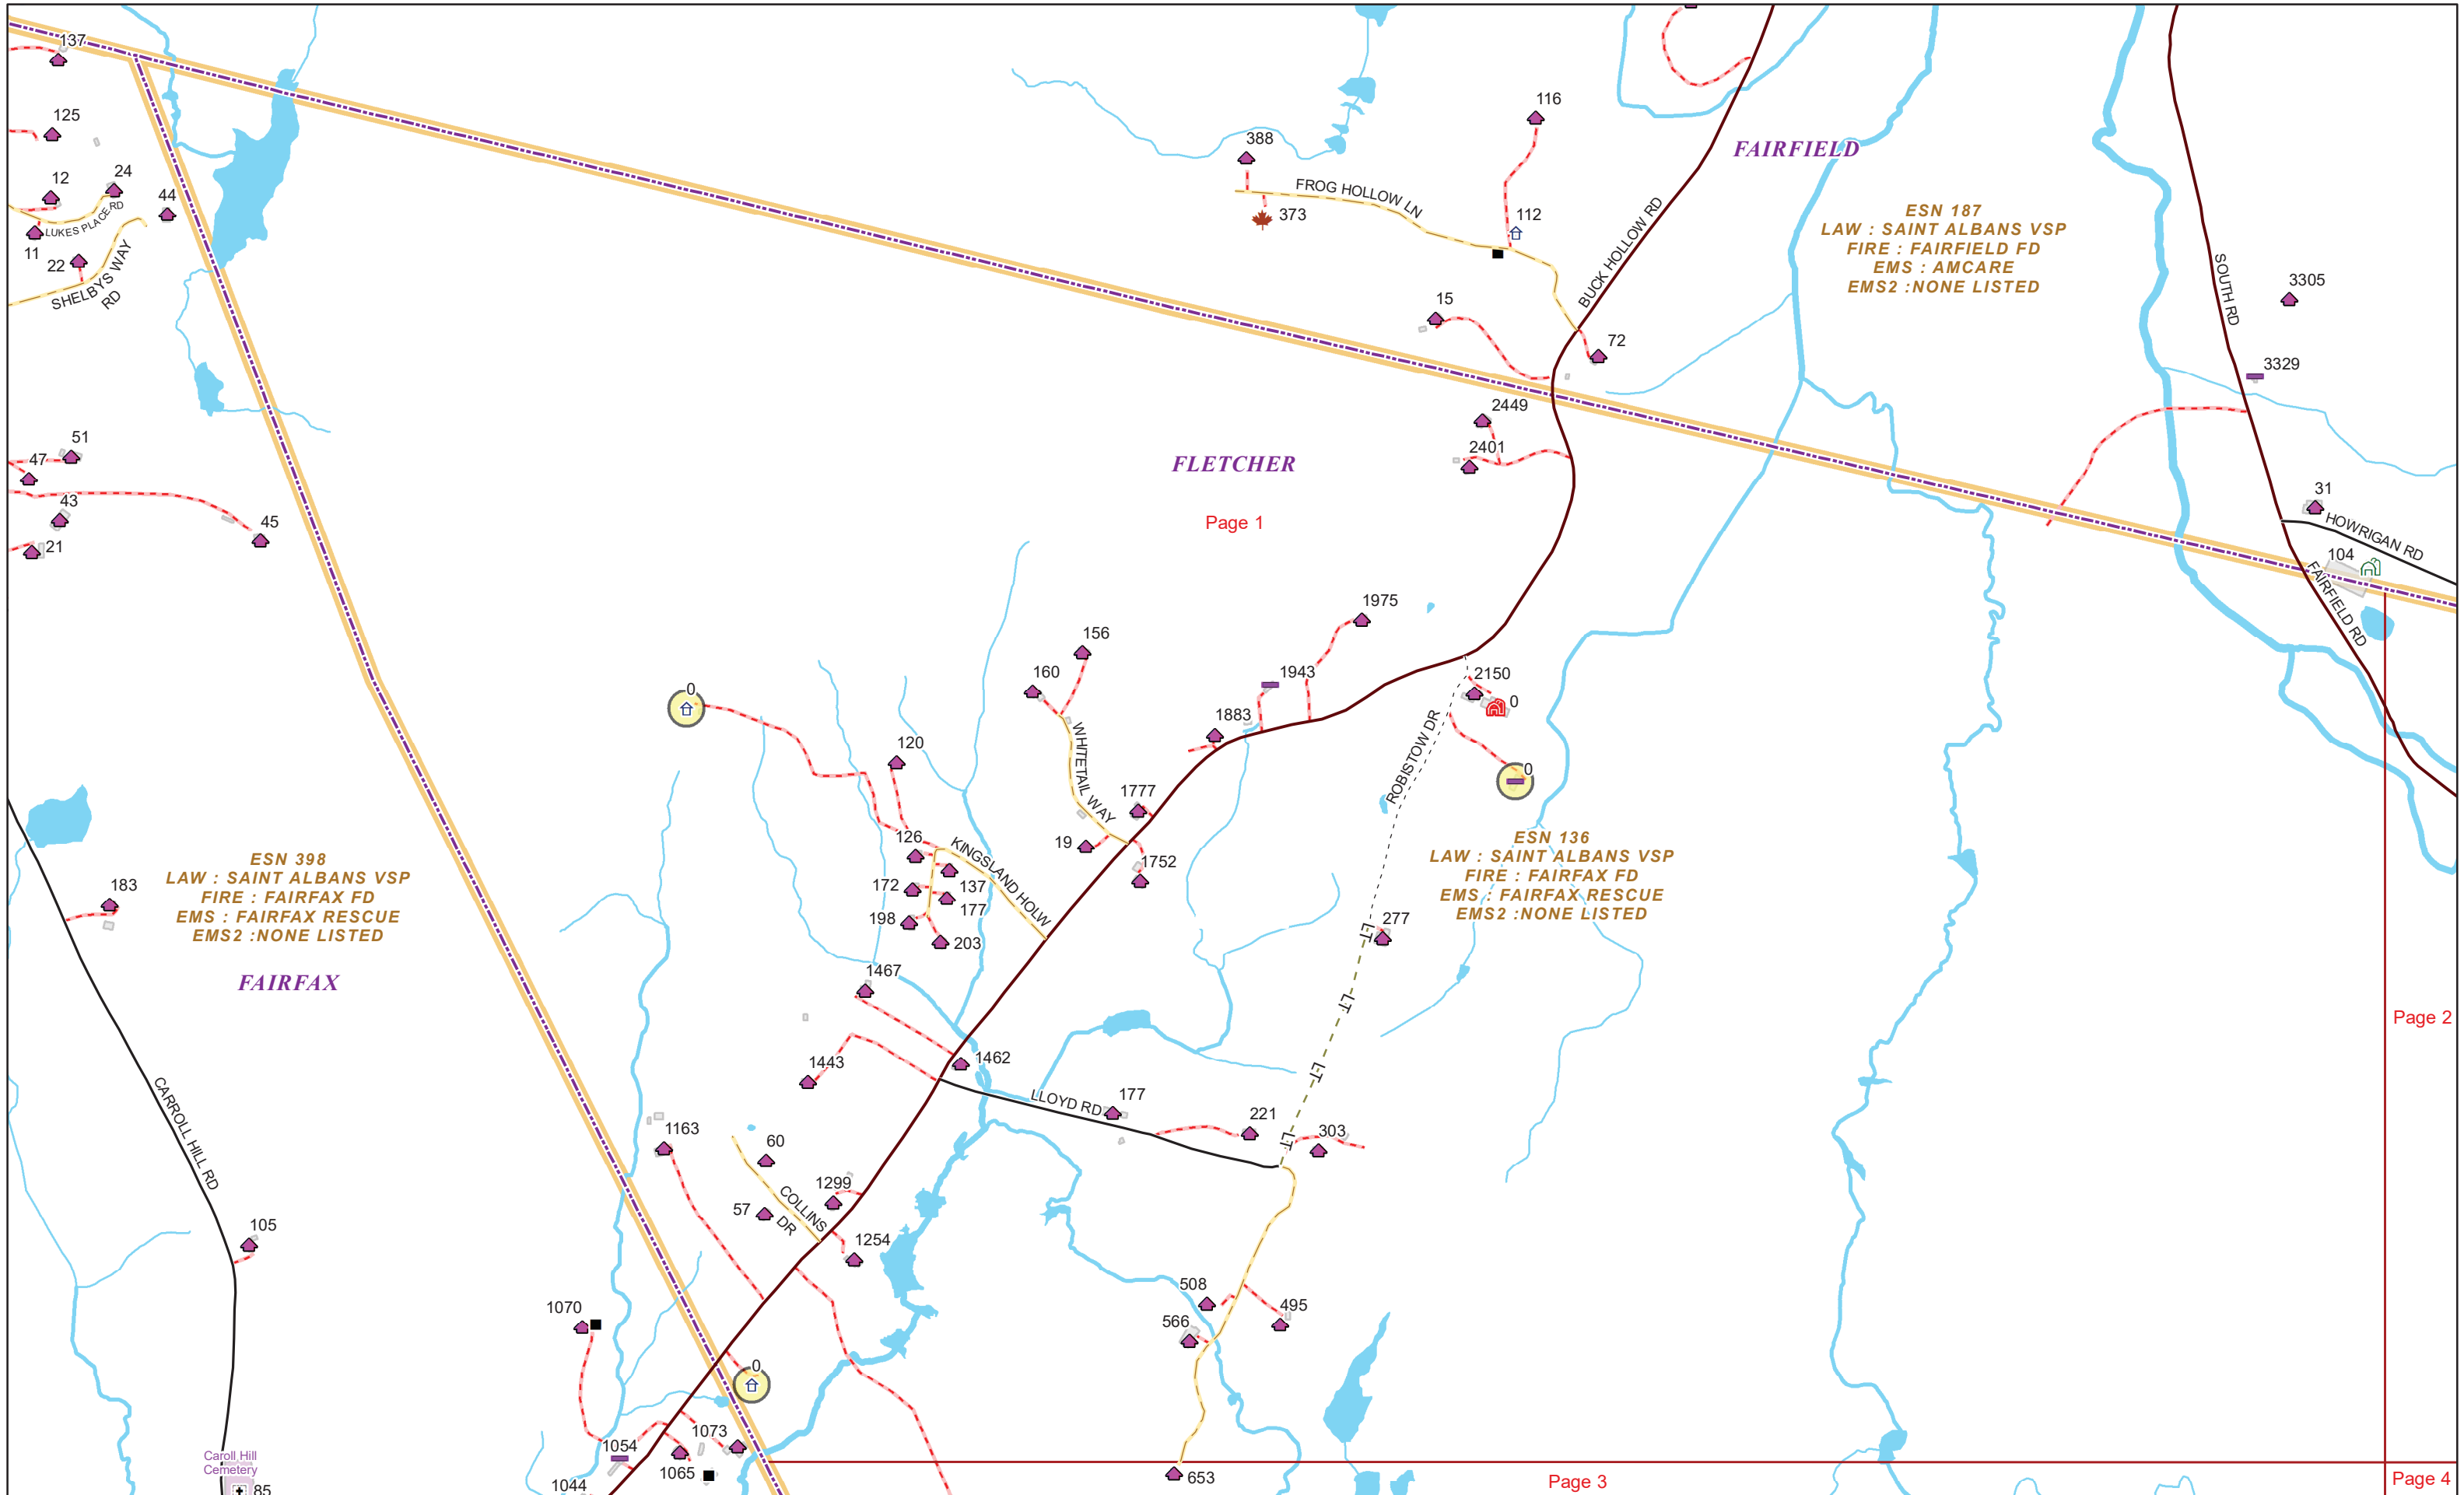 137
116
125
388
FAIRFIELD
24
12
FROG HOLLOW LN
44
LUKES PLACE RD
373
112
ESN 187
LAW : SAINT ALBANS VSP
FIRE : FAIRFIELD FD
EMS : AMCARE
EMS2 :NONE LISTED
BUCK HOLLOW RD
11
22
SHELBYS WAY
RD
SOUTH RD
3305
15
72
3329
2449
51
2401
47
FLETCHER
43
31
Page 1
45
HOWRIGAN RD
21
104
FAIRFIELD RD
1975
156
160
1943
2150
0
0
1883
120
WHITETAIL WAY
ROBISTOW DR
0
1777
126
19
KINGSLAND HOLW
1752
ESN 136
LAW : SAINT ALBANS VSP
FIRE : FAIRFAX FD
EMS : FAIRFAX RESCUE
EMS2 :NONE LISTED
ESN 398
LAW : SAINT ALBANS VSP
FIRE : FAIRFAX FD
EMS : FAIRFAX RESCUE
EMS2 :NONE LISTED
183
172
137
177
198
203
277
LT
FAIRFAX
1467
LT
Page 2
1443
1462
LT
CARROLL HILL RD
LLOYD RD
177
221
303
LT
1163
60
1299
57
COLLINS
DR
105
1254
508
495
1070
566
0
1073
1054
Caroll Hill
Cemetery
1065
1044
85
653
Page 3
Page 4